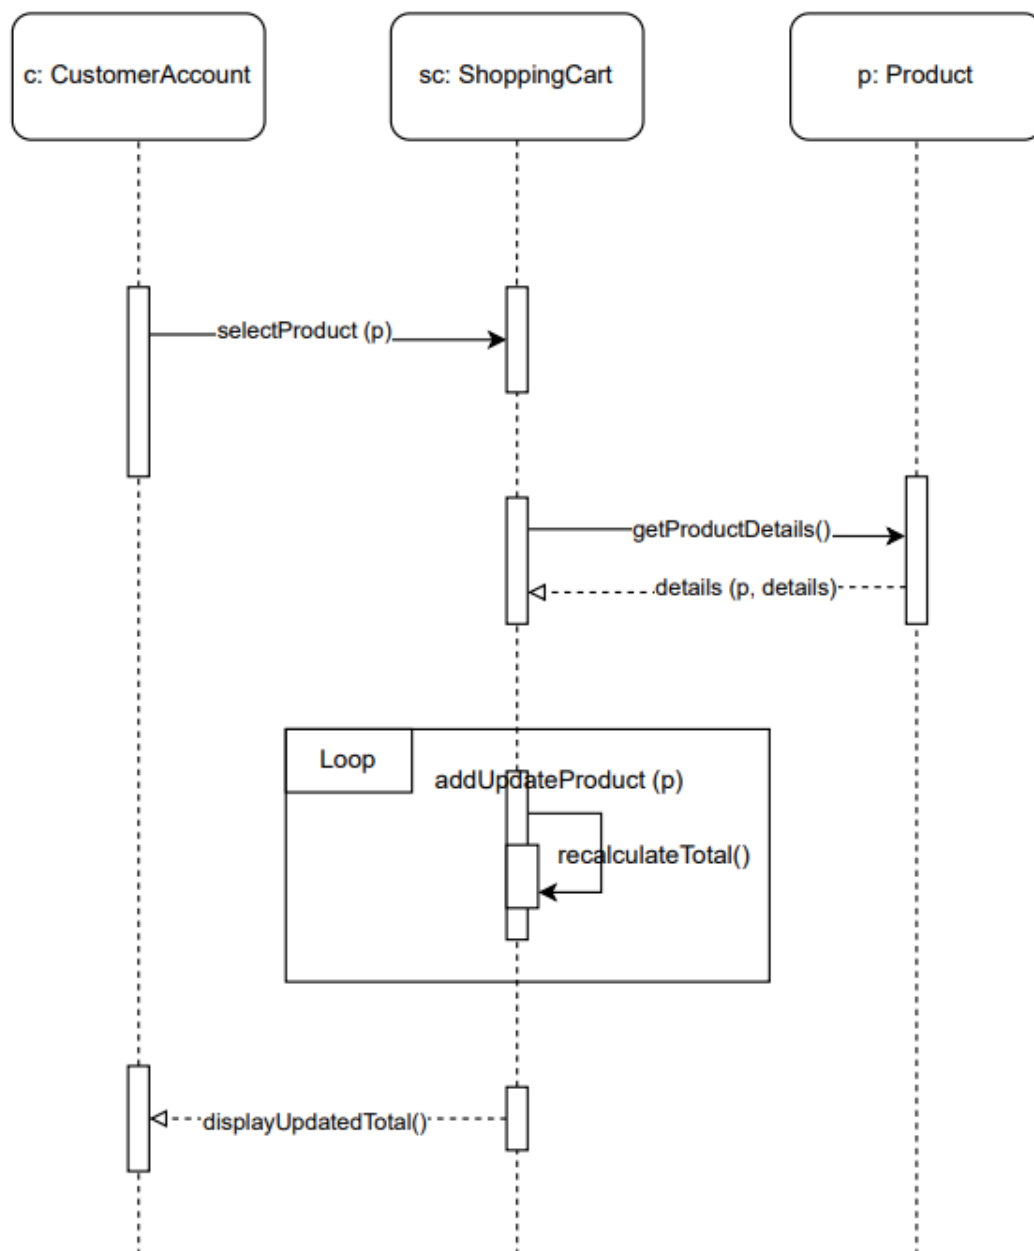 c: CustomerAccount
sc: ShoppingCart
p: Product
selectProduct (p)
getProductDetails()
details (p, details)
Loop
addUpdateProduct (p)
recalculateTotal()
displayUpdatedTotal()